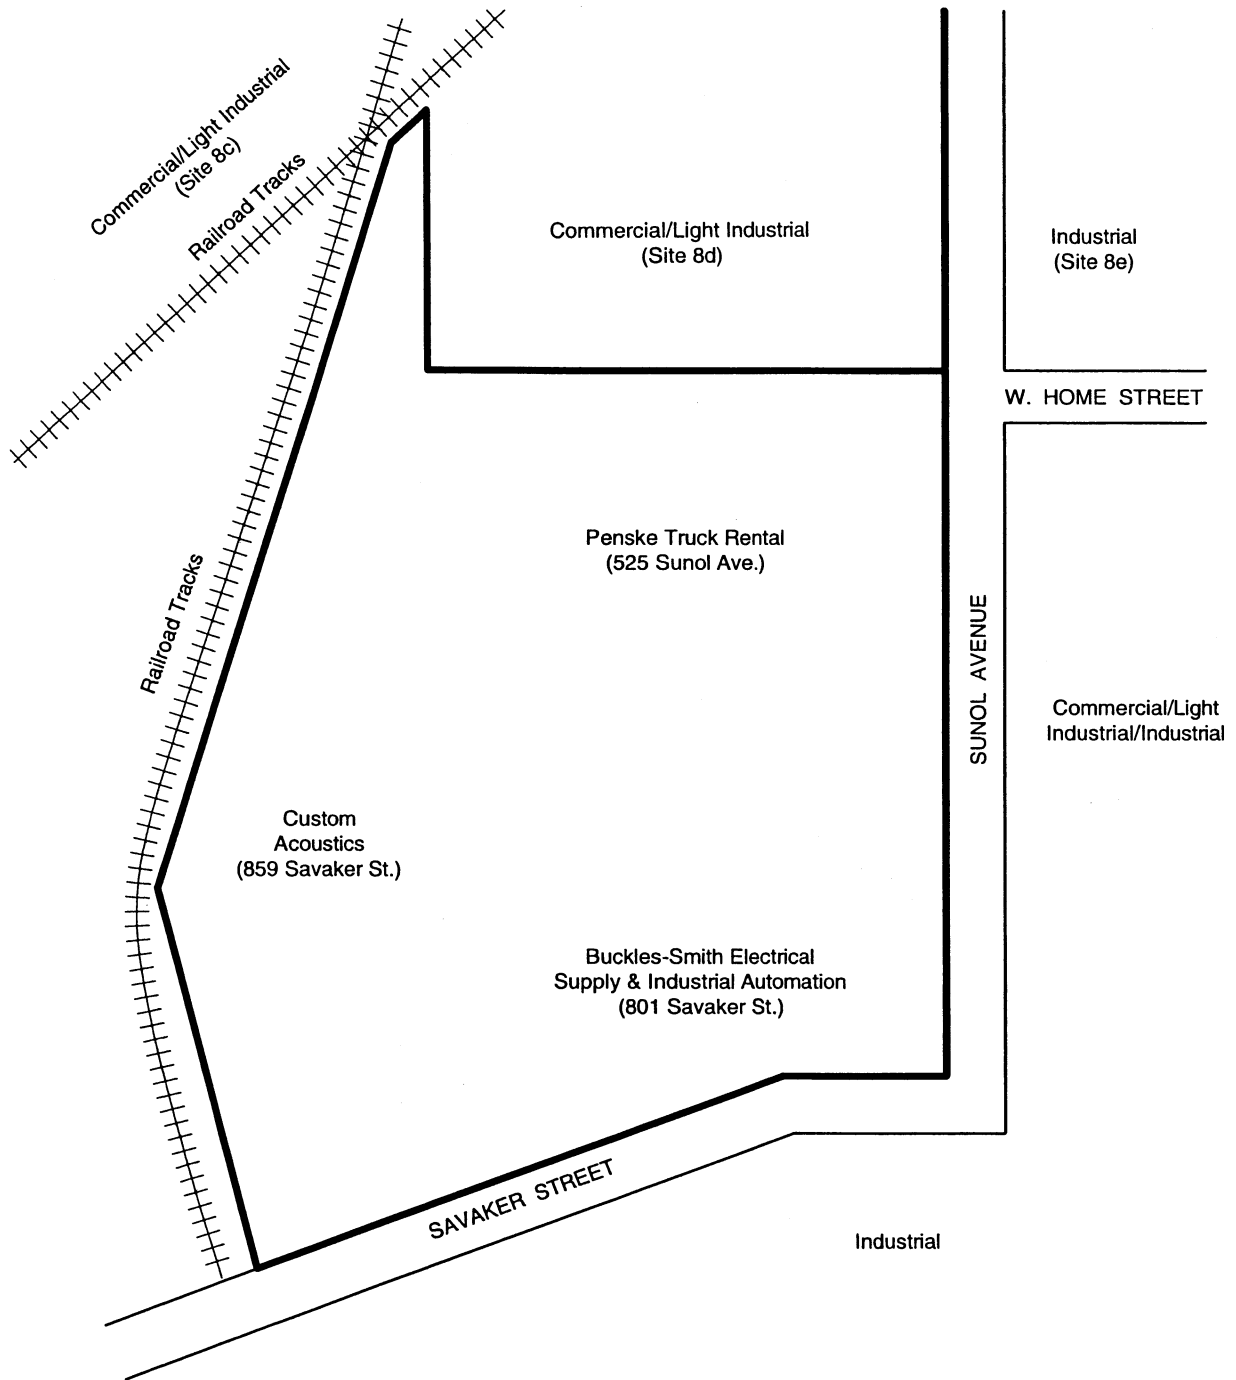 Commercial/Light Industrial
(Site 8c)
Railroad Tracks
Commercial/Light Industrial
(Site 8d)
Industrial
(Site 8e)
W. HOME STREET
Penske Truck Rental
(525 Sunol Ave.)
Railroad Tracks
SUNOL AVENUE
Commercial/Light
Industrial/Industrial
Custom
Acoustics
(859 Savaker St.)
Buckles-Smith Electrical
Supply & Industrial Automation
(801 Savaker St.)
SAVAKER STREET
Industrial